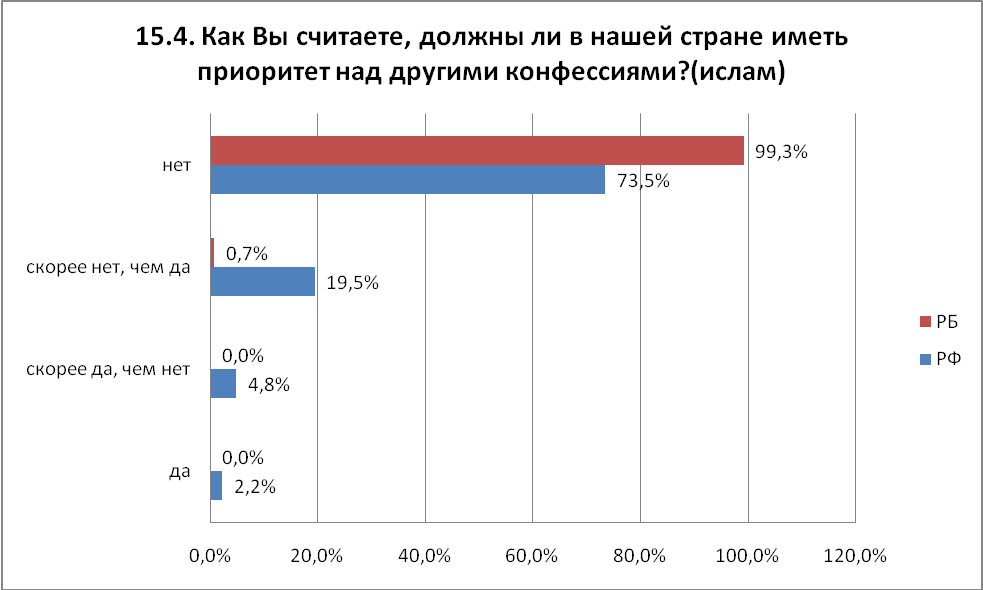 15.4. Как Вы считаете, должны ли в нашей стране иметь
приоритет над другими конфессиями?(ислам)
нет
99,3%
73,5%
скорее нет, чем да
0,7%
19,5%
скорее да, чем нет
0,0%
4,8%
да
0,0%
2,2%
РБ
РФ
0,0% 20,0% 40,0% 60,0% 80,0% 100,0% 120,0%